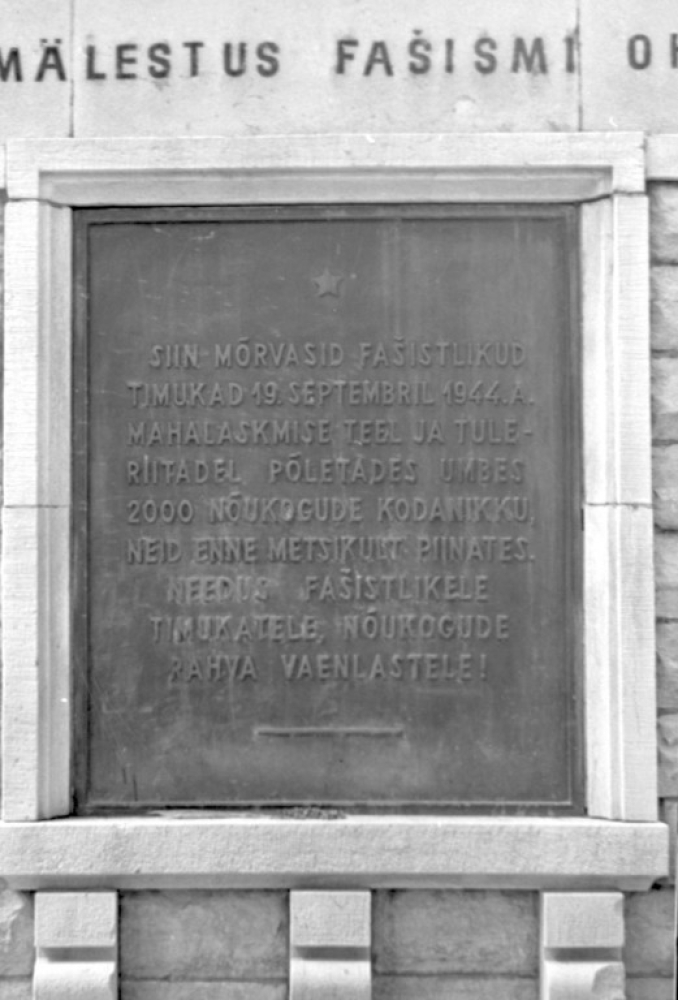 MÄLESTUS FAŠISMI
SIIN MÕRVASID FAŠISTLIKUD
TIMUKAD 19. SEPTEMBRIL 1944. A.
MAHALASKMISE TEEL JA TULE-
RIITADEL PÕLETADES UMBES
2000 NÕUKOGUDE KODANIKKU,
NEID ENNE METSIKULT PIINATES.
NEEDUS FAŠISTLIKELE
TIMUKATELE, NÕUKOGUDE
RAHVA VAENLASTELE!